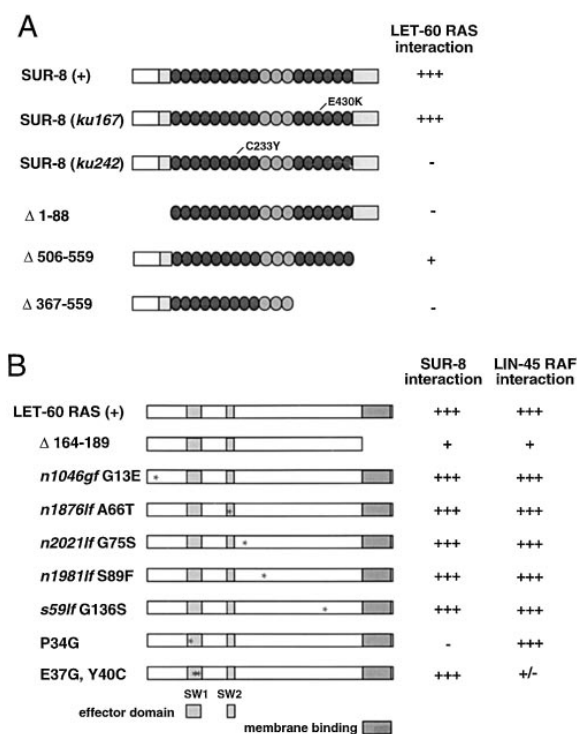 A
LET-60 RAS
interaction
SUR-8 (+) +++
E430K
SUR-8 (ku167) +++
C233Y
SUR-8 (ku242) -
Δ 1-88 -
Δ 506-559 +
Δ 367-559 -
B
SUR-8 LIN-45 RAF
interaction interaction
LET-60 RAS (+) +++ +++
Δ 164-189 + +
n1046gf G13E * +++ +++
n1876lf A66T * +++ +++
n2021lf G75S * +++ +++
n1981lf S89F * +++ +++
s59lf G136S * +++ +++
P34G * - +++
E37G, Y40C ** +++ +/-
SW1 SW2
effector domain
membrane binding